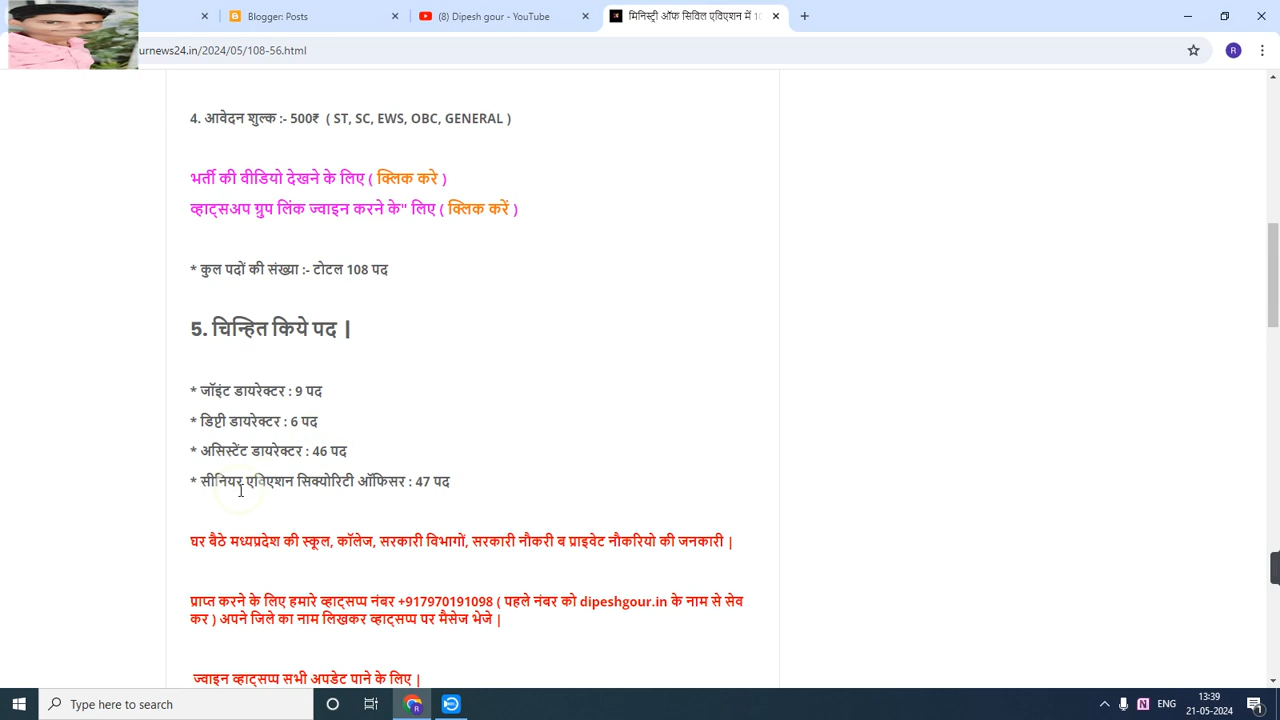 Blogger: Posts
(8) Dipesh gour - YouTube
मिनिस्ट्री ऑफ सिविल एविएशन में 10
urnews24.in/2024/05/108-56.html
R
4. आवेदन शुल्क :- 500₹ ( ST, SC, EWS, OBC, GENERAL )
भर्ती की वीडियो देखने के लिए ( क्लिक करे )
व्हाट्सअप ग्रुप लिंक ज्वाइन करने के" लिए ( क्लिक करें )
* कुल पदों की संख्या :- टोटल 108 पद
5. चिन्हित किये पद |
* जॉइंट डायरेक्टर : 9 पद
* डिप्टी डायरेक्टर : 6 पद
* असिस्टेंट डायरेक्टर : 46 पद
* सीनियर एविएशन सिक्योरिटी ऑफिसर : 47 पद
घर बैठे मध्यप्रदेश की स्कूल, कॉलेज, सरकारी विभागों, सरकारी नौकरी ब प्राइवेट नौकरियो की जनकारी |
प्राप्त करने के लिए हमारे व्हाट्सप्प नंबर +917970191098 ( पहले नंबर को dipeshgour.in के नाम से सेव
कर ) अपने जिले का नाम लिखकर व्हाट्सप्प पर मैसेज भेजे |
ज्वाइन व्हाट्सप्प सभी अपडेट पाने के लिए |
Type here to search
ENG
13:39
21-05-2024